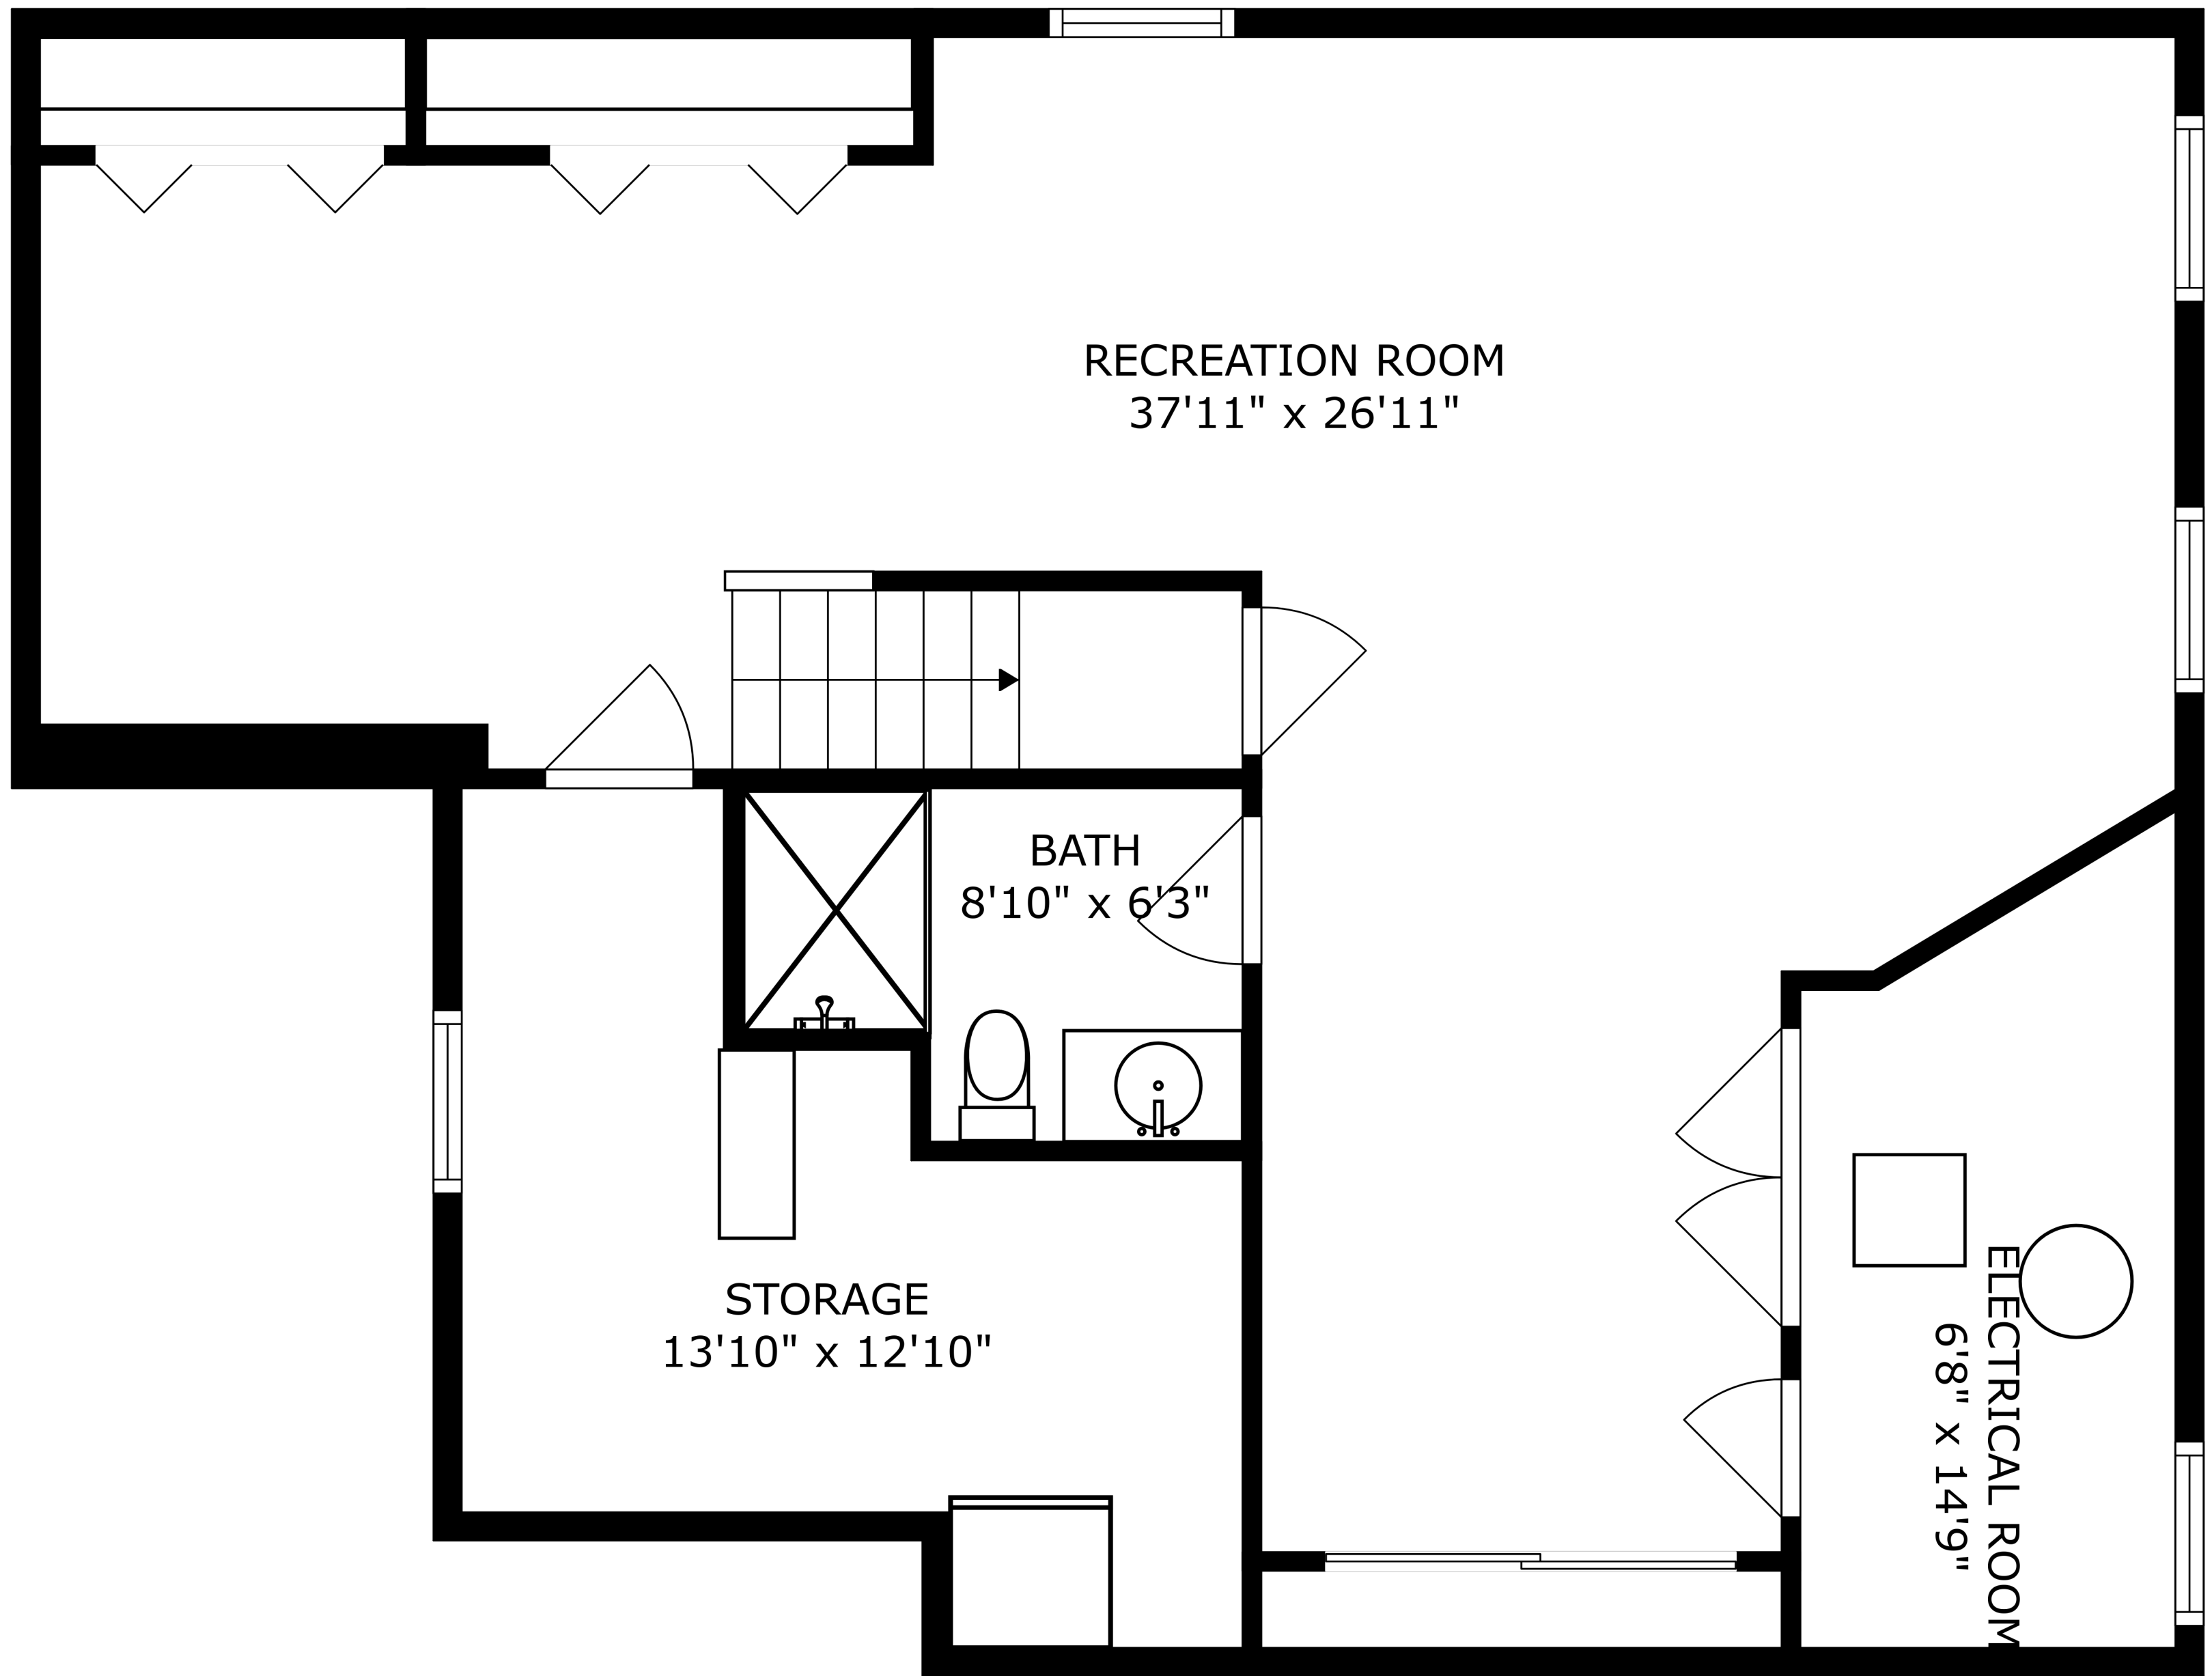 RECREATION ROOM
37'11" x 26'11"
BATH
8'10" x 6'3"
STORAGE
13'10" x 12'10"
ELECTRICAL ROOM
6'8" x 14'9"